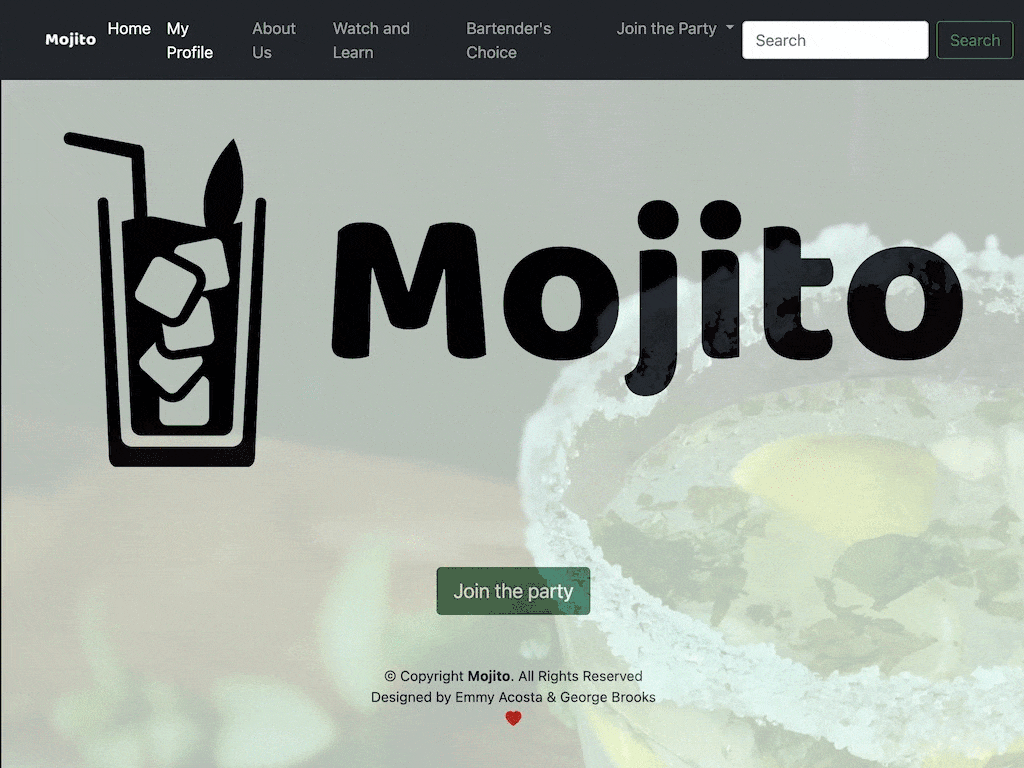 Mojito
Home
My
Profile
About
Us
Watch and
Learn
Bartender's
Choice
Join the Party
Search
Search
Mojito
Join the party
© Copyright Mojito. All Rights Reserved
Designed by Emmy Acosta & George Brooks